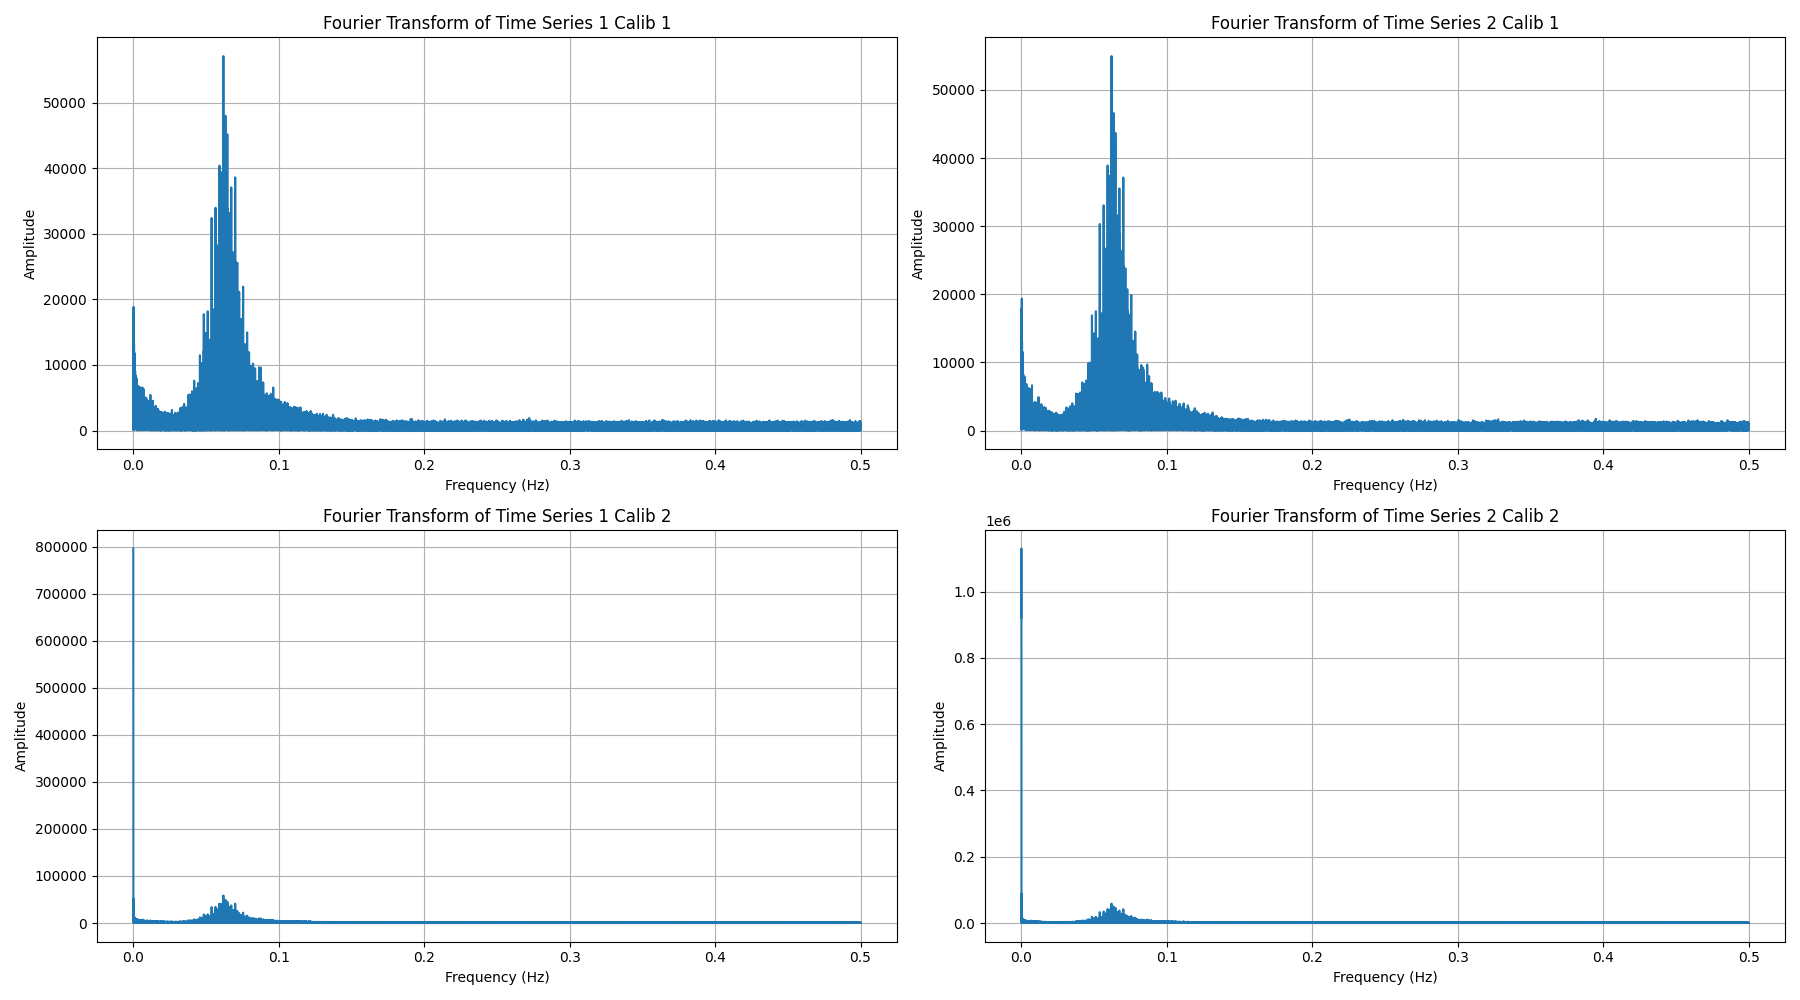 Fourier Transform of Time Series 1 Calib 1
50000
40000
30000
20000
10000
0
Amplitude
0.0 0.1 0.2 0.3 0.4 0.5
Frequency (Hz)
Fourier Transform of Time Series 2 Calib 1
50000
40000
30000
20000
10000
0
Amplitude
0.0 0.1 0.2 0.3 0.4 0.5
Frequency (Hz)
Fourier Transform of Time Series 1 Calib 2
800000
700000
600000
500000
400000
300000
200000
100000
0
Amplitude
0.0 0.1 0.2 0.3 0.4 0.5
Frequency (Hz)
Fourier Transform of Time Series 2 Calib 2
1e6
1.0
0.8
0.6
0.4
0.2
0.0
Amplitude
0.0 0.1 0.2 0.3 0.4 0.5
Frequency (Hz)